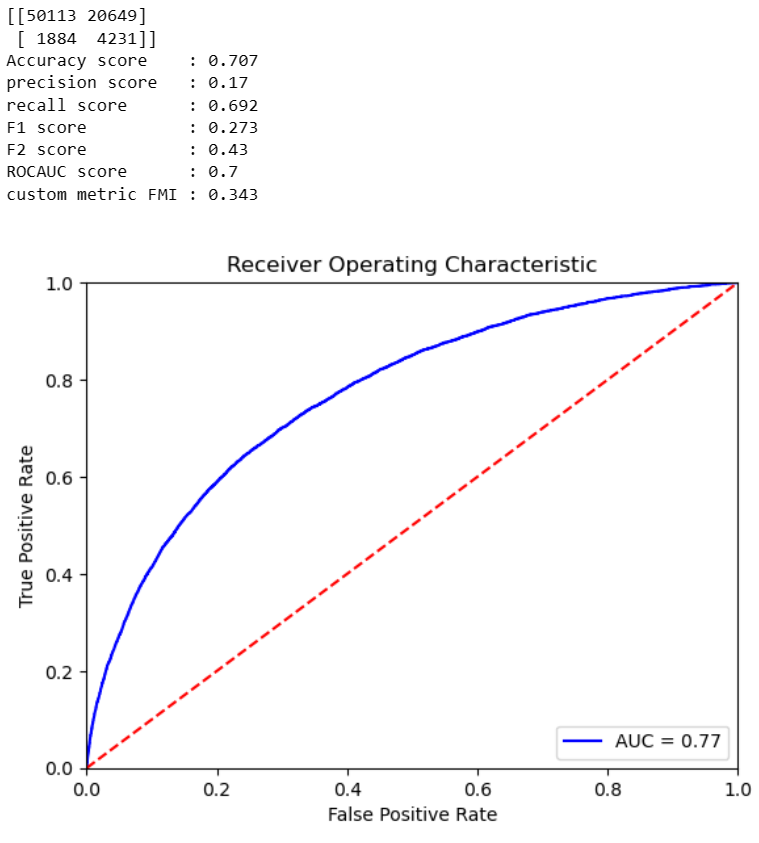 [[50113 20649]
 [ 1884  4231]]
Accuracy score    : 0.707
precision score   : 0.17
recall score      : 0.692
F1 score          : 0.273
F2 score          : 0.43
ROCAUC score      : 0.7
custom metric FMI : 0.343
Receiver Operating Characteristic
1.0
0.8
0.6
0.4
0.2
0.0
True Positive Rate
AUC = 0.77
0.0 0.2 0.4 0.6 0.8 1.0
False Positive Rate